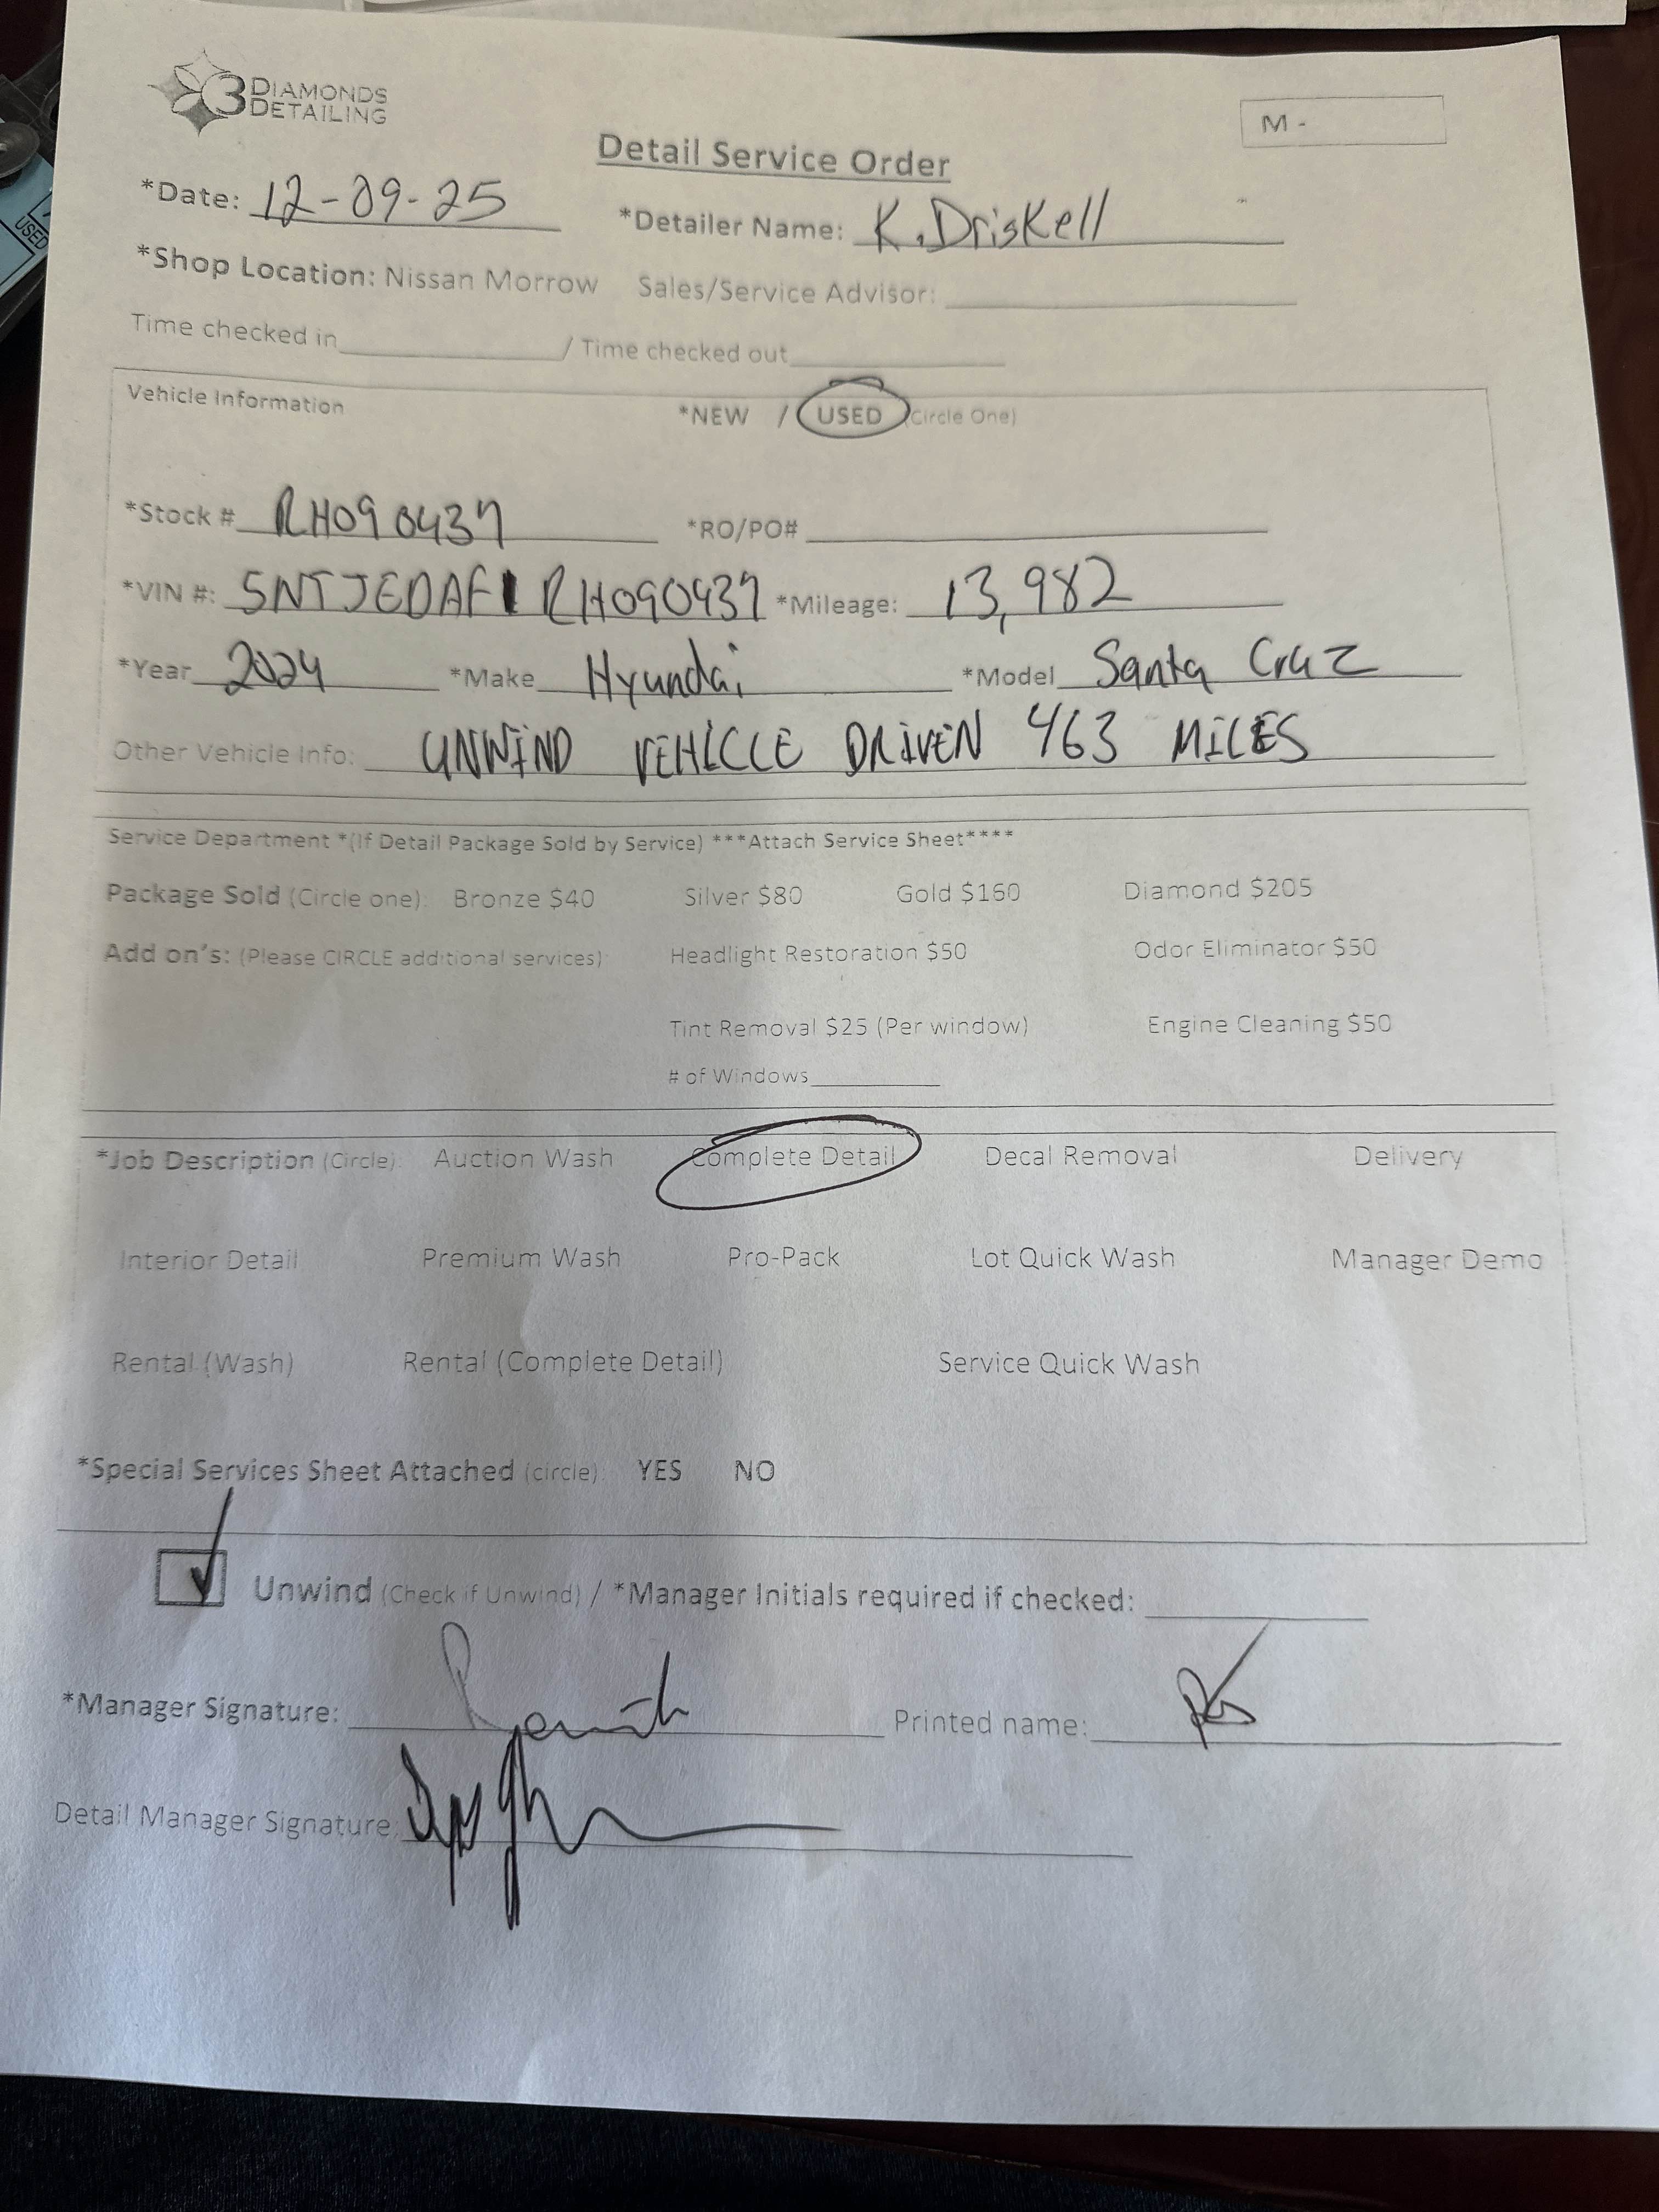 3 DIAMONDS
DETAILING
M -
Detail Service Order
*Date: 12-09-25 *Detailer Name: K. Driskell
*Shop Location: Nissan Morrow Sales/Service Advisor:
Time checked in / Time checked out
Vehicle Information *NEW / USED (Circle One)
*Stock # RH090437 *RO/PO#
*VIN #: 5NTJEDAF1RH090437 *Mileage: 13,982
*Year 2024 *Make Hyundai *Model Santa Cruz
Other Vehicle Info: UNWIND VEHICLE DRIVEN 463 MILES
Service Department *(If Detail Package Sold by Service) ***Attach Service Sheet****
Package Sold (Circle one): Bronze $40 Silver $80 Gold $160 Diamond $205
Add on's: (Please CIRCLE additional services): Headlight Restoration $50 Odor Eliminator $50
Tint Removal $25 (Per window) Engine Cleaning $50
# of Windows
*Job Description (Circle): Auction Wash Complete Detail Decal Removal Delivery
Interior Detail Premium Wash Pro-Pack Lot Quick Wash Manager Demo
Rental (Wash) Rental (Complete Detail) Service Quick Wash
*Special Services Sheet Attached (circle): YES NO
Unwind (Check if Unwind) / *Manager Initials required if checked:
*Manager Signature: Printed name:
Detail Manager Signature:
USED